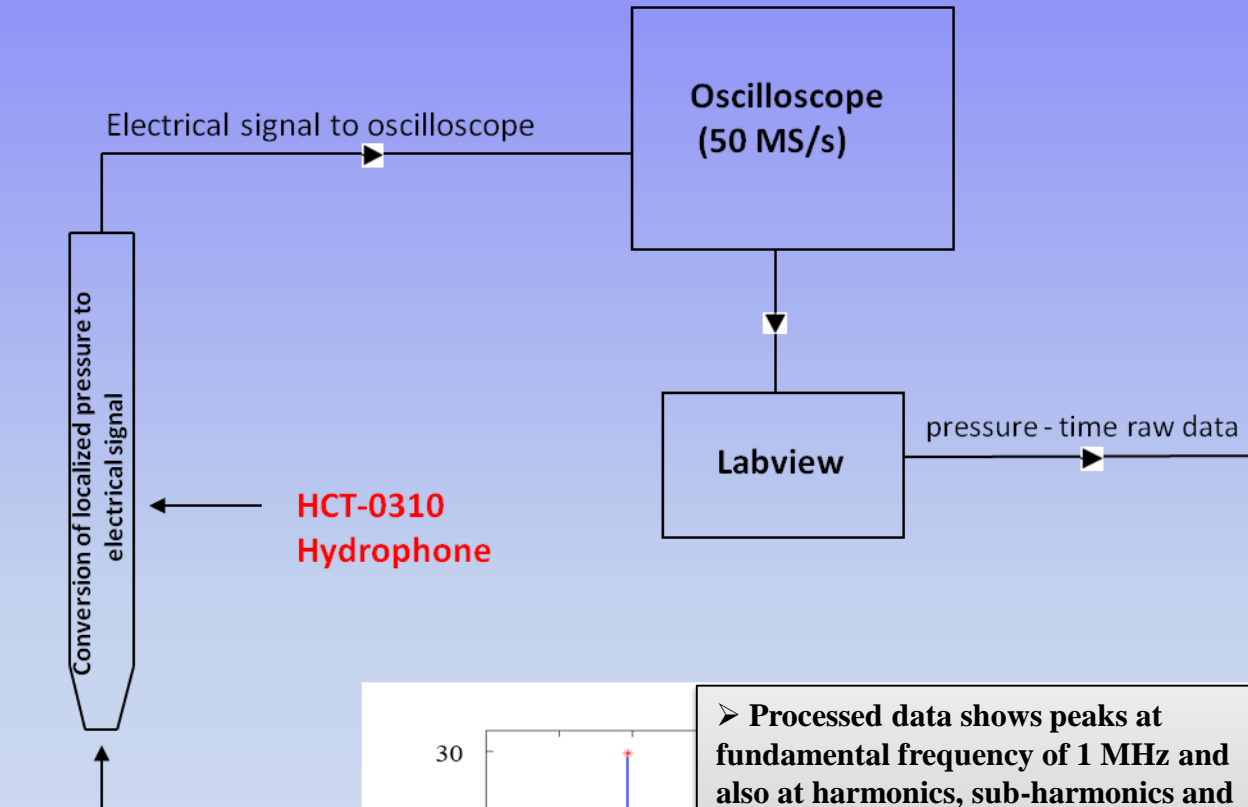 Electrical signal to oscilloscope
Oscilloscope
(50 MS/s)
Conversion of localized pressure to
electrical signal
HCT-0310
Hydrophone
Labview
pressure - time raw data
30
➢ Processed data shows peaks at
fundamental frequency of 1 MHz and
also at harmonics, sub-harmonics and